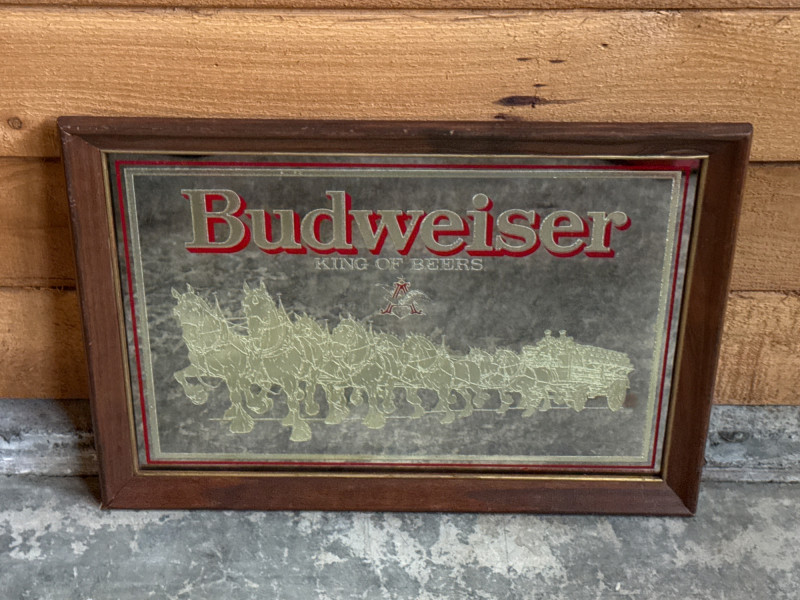 Budweiser
KING OF BEERS
A